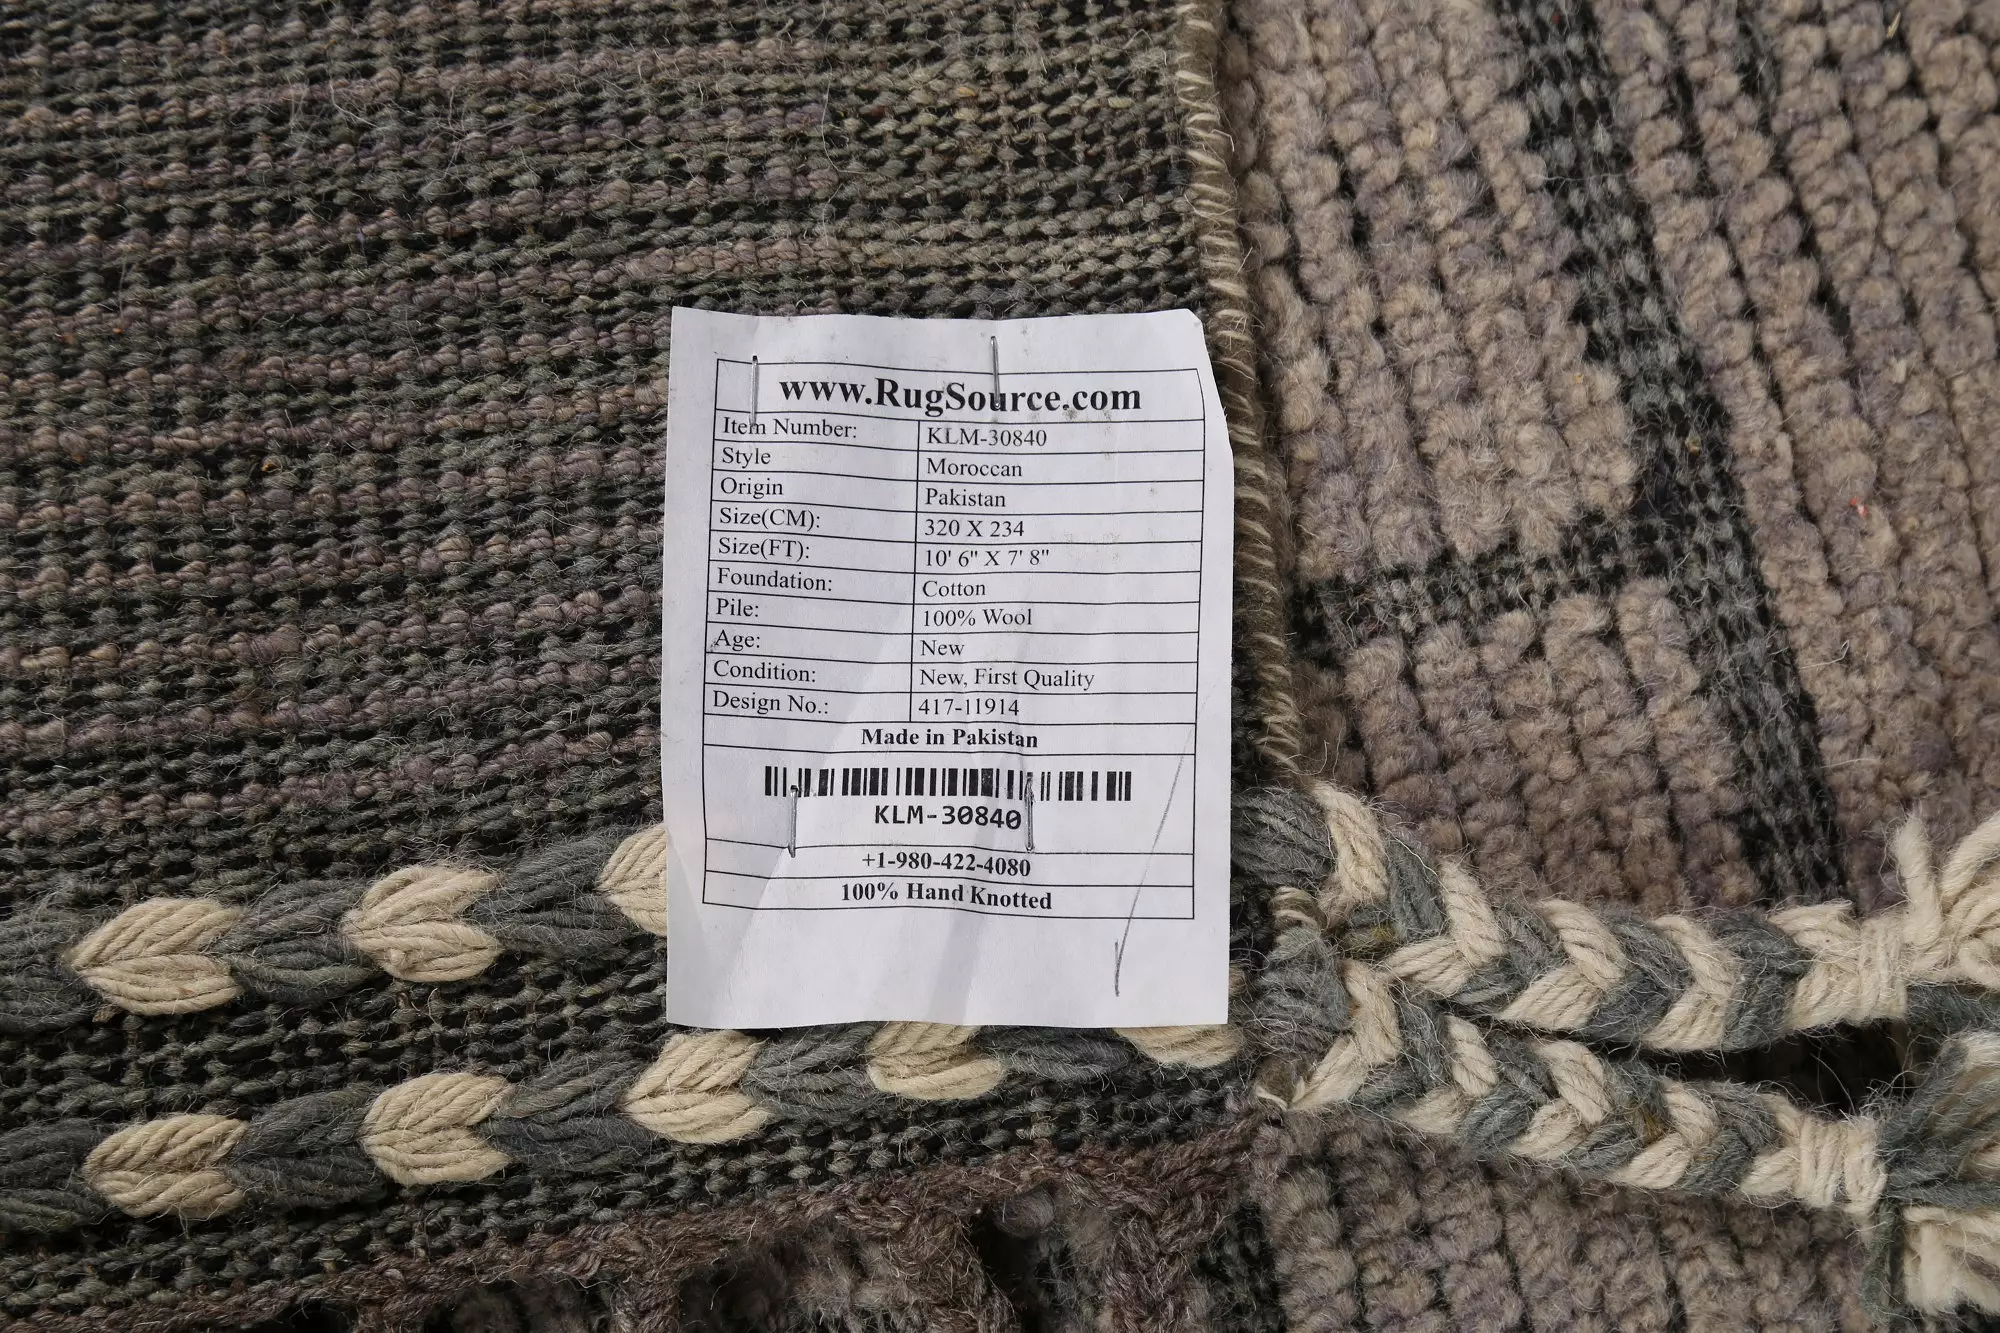 www.RugSource.com
Item Number: KLM-30840
Style Moroccan
Origin Pakistan
Size(CM): 320 X 234
Size(FT): 10' 6" X 7' 8"
Foundation: Cotton
Pile: 100% Wool
Age: New
Condition: New, First Quality
Design No.: 417-11914
Made in Pakistan
KLM-30840
+1-980-422-4080
100% Hand Knotted